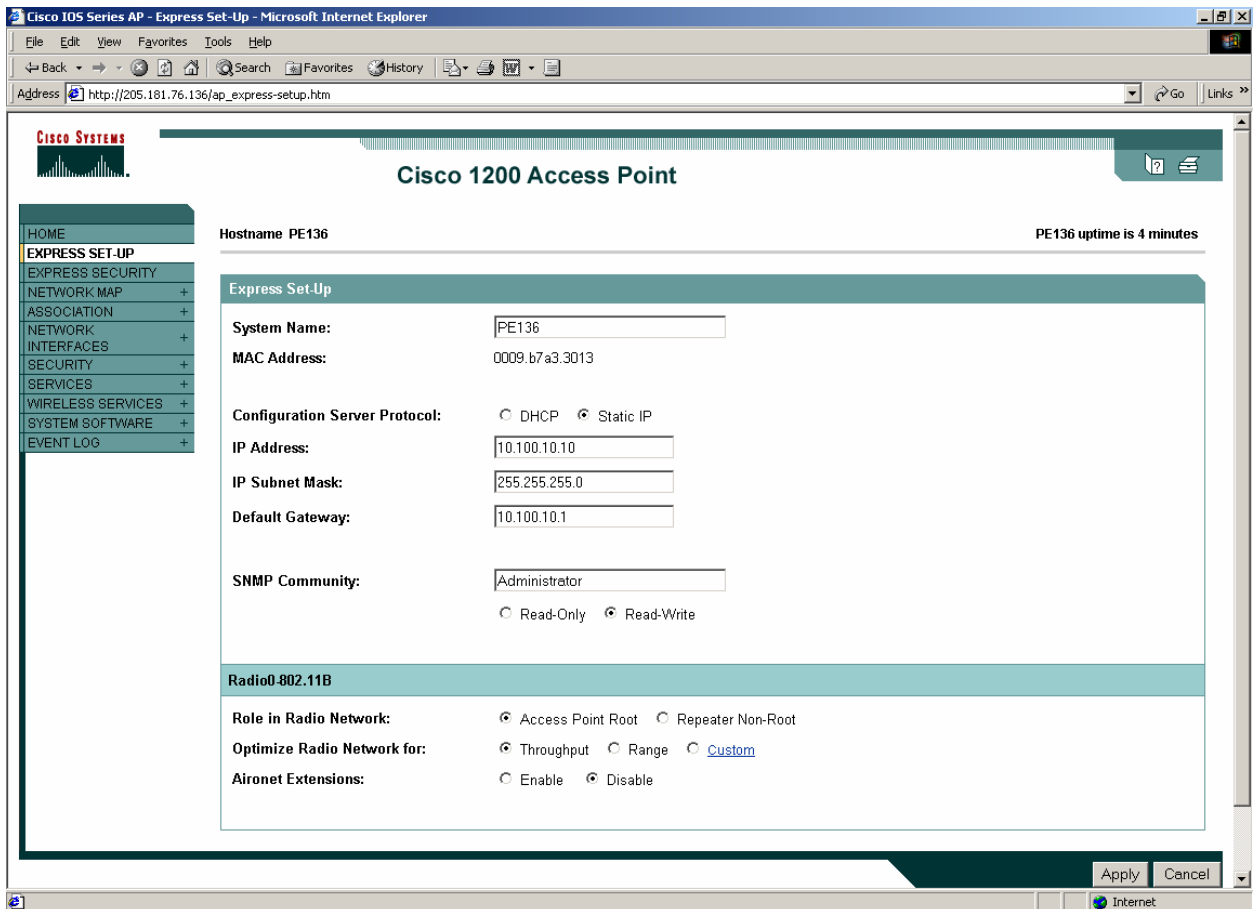 Cisco IOS Series AP - Express Set-Up - Microsoft Internet Explorer
File Edit View Favorites Tools Help
Back Search Favorites History
Address http://205.181.76.136/ap_express-setup.htm Go Links »
CISCO SYSTEMS
Cisco 1200 Access Point
HOME
EXPRESS SET-UP
EXPRESS SECURITY
NETWORK MAP +
ASSOCIATION +
NETWORK
INTERFACES +
SECURITY +
SERVICES +
WIRELESS SERVICES +
SYSTEM SOFTWARE +
EVENT LOG +
Hostname PE136 PE136 uptime is 4 minutes
Express Set-Up
System Name: PE136
MAC Address: 0009.b7a3.3013
Configuration Server Protocol: DHCP Static IP
IP Address: 10.100.10.10
IP Subnet Mask: 255.255.255.0
Default Gateway: 10.100.10.1
SNMP Community: Administrator
Read-Only Read-Write
Radio0-802.11B
Role in Radio Network: Access Point Root Repeater Non-Root
Optimize Radio Network for: Throughput Range Custom
Aironet Extensions: Enable Disable
Apply Cancel
Internet